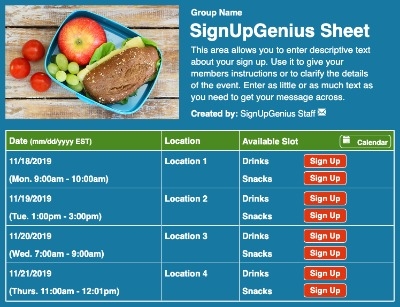 Group Name
SignUpGenius Sheet
This area allows you to enter descriptive text
about your sign up. Use it to give your
members instructions or to clarify the details
of the event. Enter as little or as much text as
you need to get your message across.
Created by: SignUpGenius Staff
Date (mm/dd/yyyy EST) Location Available Slot Calendar
11/18/2019 Location 1 Drinks Sign Up
(Mon. 9:00am - 10:00am) Snacks Sign Up
11/19/2019 Location 2 Drinks Sign Up
(Tue. 1:00pm - 3:00pm) Snacks Sign Up
11/20/2019 Location 3 Drinks Sign Up
(Wed. 7:00am - 9:00am) Snacks Sign Up
11/21/2019 Location 4 Drinks Sign Up
(Thurs. 11:00am - 12:01pm) Snacks Sign Up